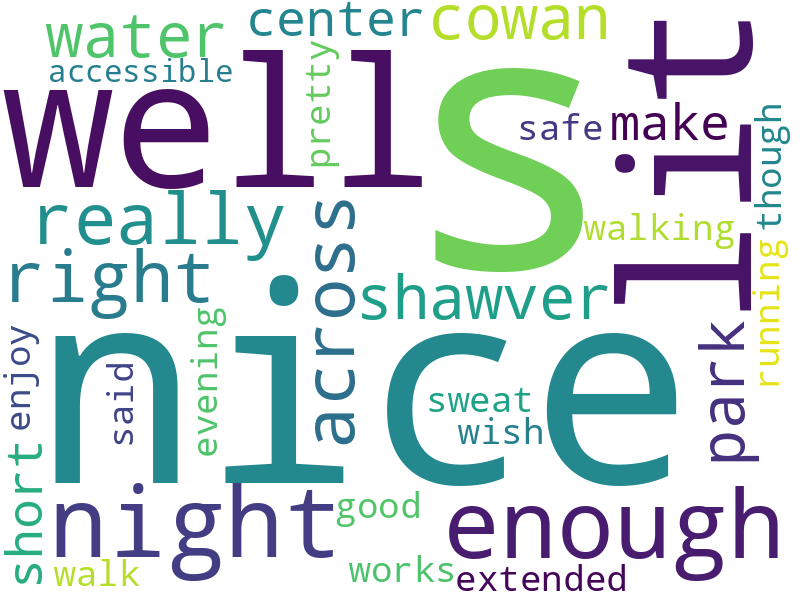 water
center
cowan
accessible
well
s
lit
pretty
safe
make
though
really
right
across
shawver
walking
running
nice
park
enjoy
said
evening
sweat
wish
short
night
good
enough
walk
works
extended